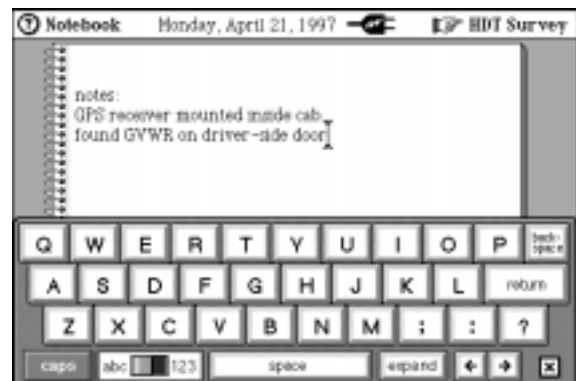 ? Notebook Monday, April 21, 1997 HDT Survey
notes:
GPS receiver mounted inside cab
found GVWR on driver-side door
Q W E R T Y U I O P back-space
A S D F G H J K L return
Z X C V B N M ; : ?
caps abc 123 space expand